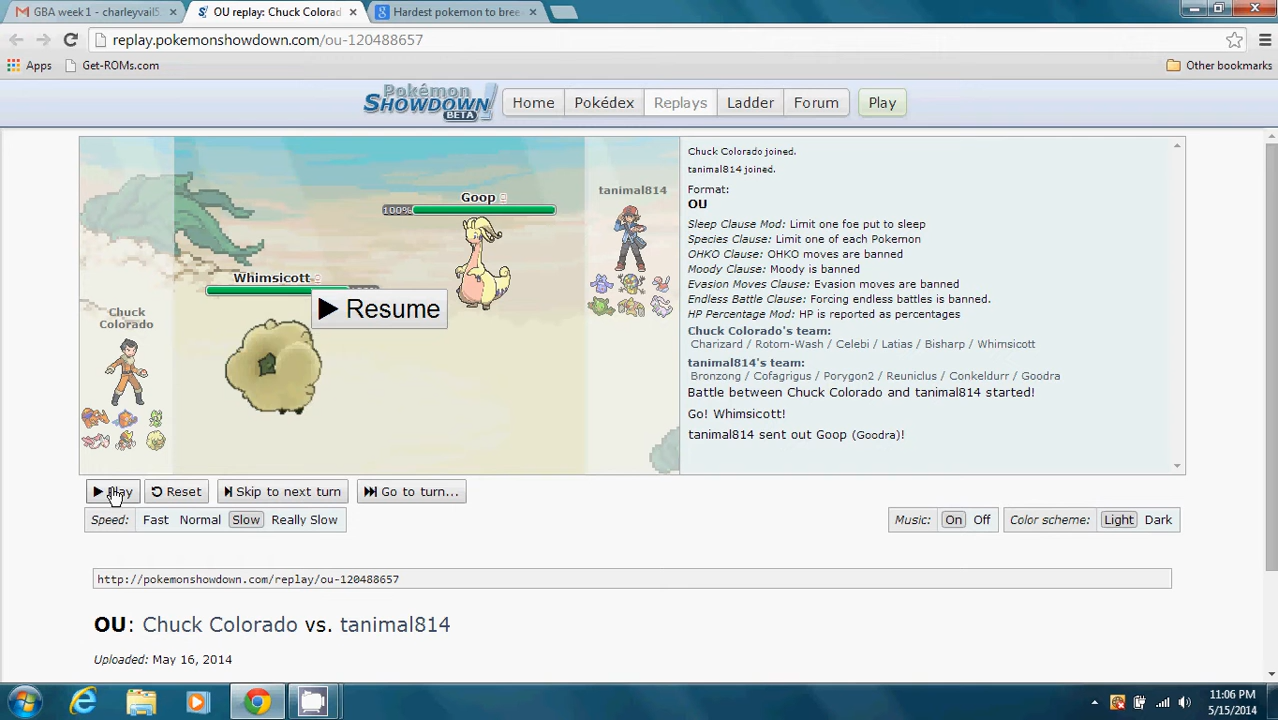 GBA week 1 - charleyvail5
OU replay: Chuck Colorad
Hardest pokemon to bree
replay.pokemonshowdown.com/ou-120488657
Apps Get-ROMs.com Other bookmarks
Pokémon SHOWDOWN! BETA
Home Pokédex Replays Ladder Forum Play
Chuck Colorado joined.
tanimal814 joined.
Format:
OU
Sleep Clause Mod: Limit one foe put to sleep
Species Clause: Limit one of each Pokemon
OHKO Clause: OHKO moves are banned
Moody Clause: Moody is banned
Evasion Moves Clause: Evasion moves are banned
Endless Battle Clause: Forcing endless battles is banned.
HP Percentage Mod: HP is reported as percentages
Chuck Colorado's team:
Charizard / Rotom-Wash / Celebi / Latias / Bisharp / Whimsicott
tanimal814's team:
Bronzong / Cofagrigus / Porygon2 / Reuniclus / Conkeldurr / Goodra
Battle between Chuck Colorado and tanimal814 started!
Go! Whimsicott!
tanimal814 sent out Goop (Goodra)!
tanimal814
Goop
100%
Whimsicott
Resume
Chuck
Colorado
Play Reset Skip to next turn Go to turn...
Speed: Fast Normal Slow Really Slow
Music: On Off Color scheme: Light Dark
http://pokemonshowdown.com/replay/ou-120488657
OU: Chuck Colorado vs. tanimal814
Uploaded: May 16, 2014
11:06 PM
5/15/2014